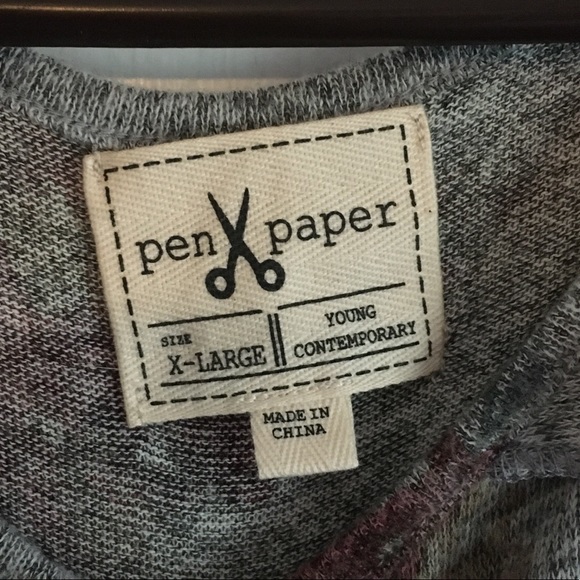 pen paper
SIZE
X-LARGE
YOUNG
CONTEMPORARY
MADE IN
CHINA